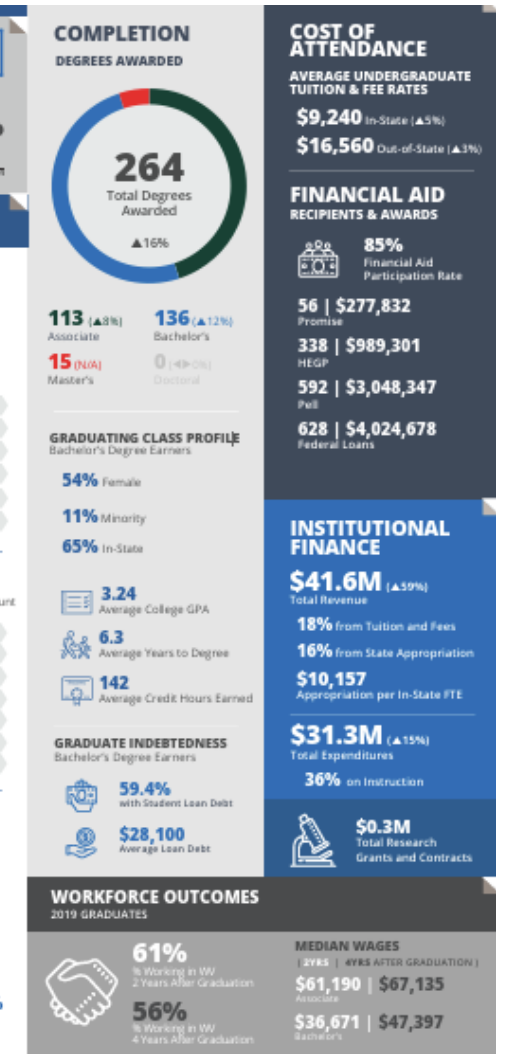 COMPLETION
DEGREES AWARDED
264
Total Degrees
Awarded
▲16%
113 (▲8%)
Associate
136 (▲12%)
Bachelor's
15 (N/A)
Master's
0 (◀▶0%)
Doctoral
GRADUATING CLASS PROFILE
Bachelor's Degree Earners
54% Female
11% Minority
65% In-State
3.24
Average College GPA
6.3
Average Years to Degree
142
Average Credit Hours Earned
GRADUATE INDEBTEDNESS
Bachelor's Degree Earners
59.4%
with Student Loan Debt
$28,100
Average Loan Debt
COST OF
ATTENDANCE
AVERAGE UNDERGRADUATE
TUITION & FEE RATES
$9,240 In-State (▲5%)
$16,560 Out-of-State (▲3%)
FINANCIAL AID
RECIPIENTS & AWARDS
85%
Financial Aid
Participation Rate
56 | $277,832
Promise
338 | $989,301
HEGP
592 | $3,048,347
Pell
628 | $4,024,678
Federal Loans
INSTITUTIONAL
FINANCE
$41.6M (▲59%)
Total Revenue
18% from Tuition and Fees
16% from State Appropriation
$10,157
Appropriation per In-State FTE
$31.3M (▲15%)
Total Expenditures
36% on Instruction
$0.3M
Total Research
Grants and Contracts
WORKFORCE OUTCOMES
2019 GRADUATES
61%
% Working in WV
2 Years After Graduation
56%
% Working in WV
4 Years After Graduation
MEDIAN WAGES
( 2YRS | 4YRS AFTER GRADUATION )
$61,190 | $67,135
Associate
$36,671 | $47,397
Bachelor's